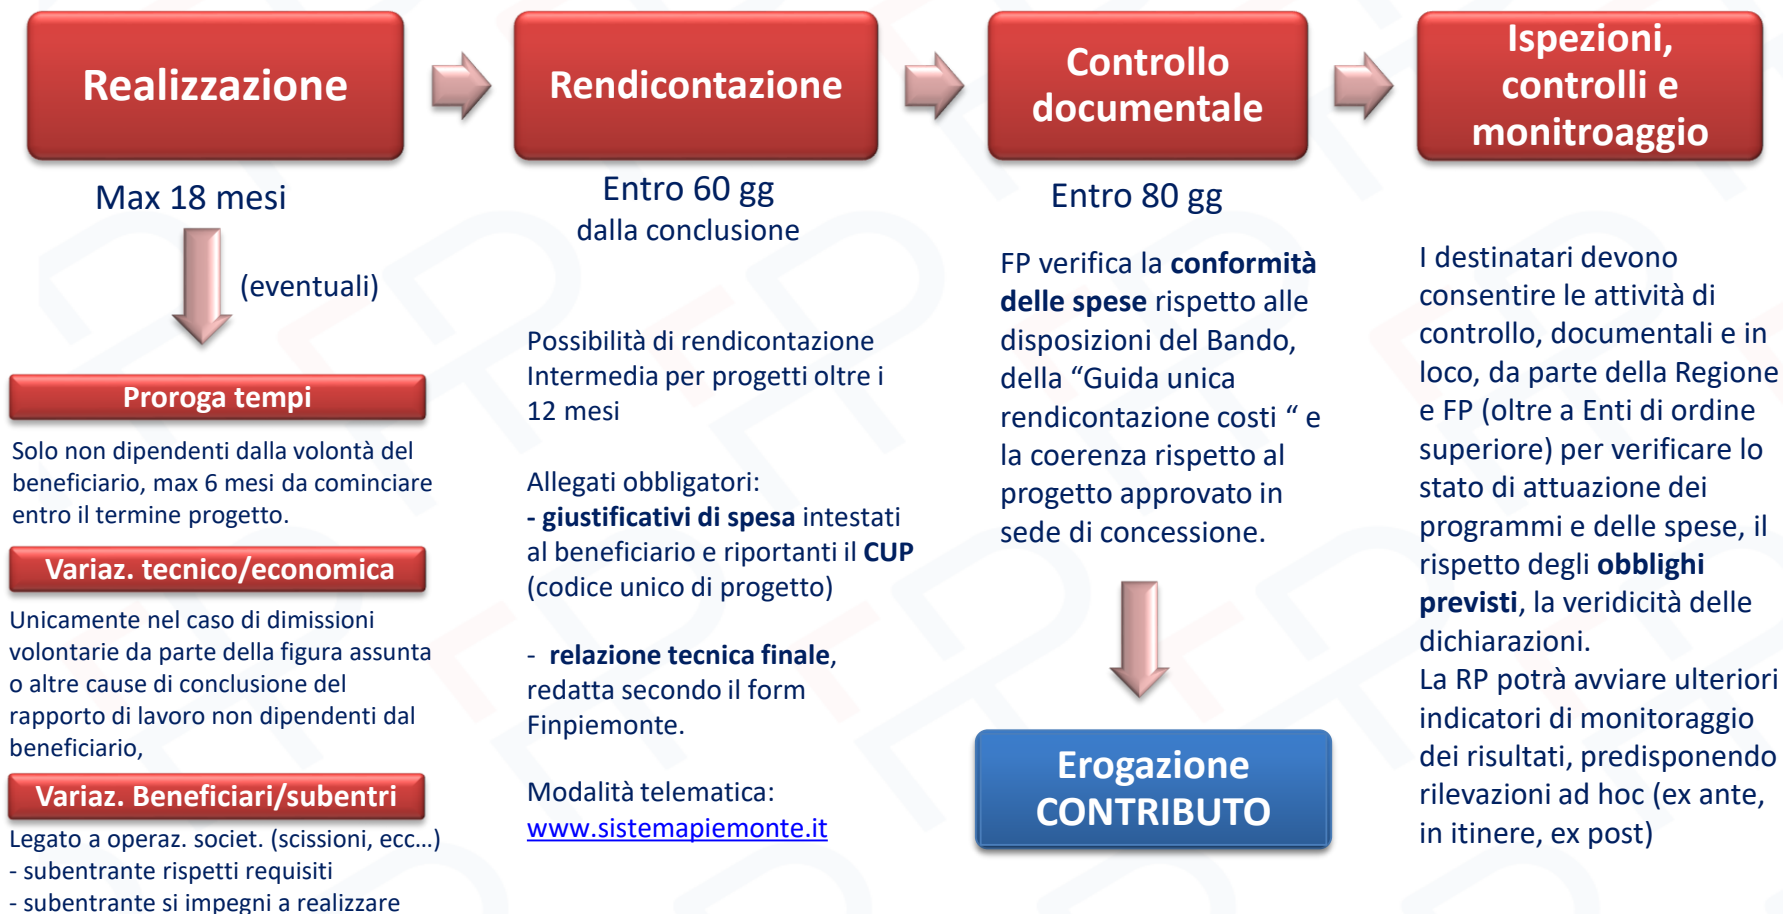 Realizzazione
Max 18 mesi
(eventuali)
Proroga tempi
Solo non dipendenti dalla volontà del
beneficiario, max 6 mesi da cominciare
entro il termine progetto.
Variaz. tecnico/economica
Unicamente nel caso di dimissioni
volontarie da parte della figura assunta
o altre cause di conclusione del
rapporto di lavoro non dipendenti dal
beneficiario,
Variaz. Beneficiari/subentri
Legato a operaz. societ. (scissioni, ecc…)
- subentrante rispetti requisiti
- subentrante si impegni a realizzare
Rendicontazione
Entro 60 gg
dalla conclusione
Possibilità di rendicontazione
Intermedia per progetti oltre i
12 mesi
Allegati obbligatori:
- giustificativi di spesa intestati
al beneficiario e riportanti il CUP
(codice unico di progetto)
- relazione tecnica finale,
redatta secondo il form
Finpiemonte.
Modalità telematica:
www.sistemapiemonte.it
Controllo
documentale
Entro 80 gg
FP verifica la conformità
delle spese rispetto alle
disposizioni del Bando,
della “Guida unica
rendicontazione costi “ e
la coerenza rispetto al
progetto approvato in
sede di concessione.
Erogazione
CONTRIBUTO
Ispezioni,
controlli e
monitroaggio
I destinatari devono
consentire le attività di
controllo, documentali e in
loco, da parte della Regione
e FP (oltre a Enti di ordine
superiore) per verificare lo
stato di attuazione dei
programmi e delle spese, il
rispetto degli obblighi
previsti, la veridicità delle
dichiarazioni.
La RP potrà avviare ulteriori
indicatori di monitoraggio
dei risultati, predisponendo
rilevazioni ad hoc (ex ante,
in itinere, ex post)